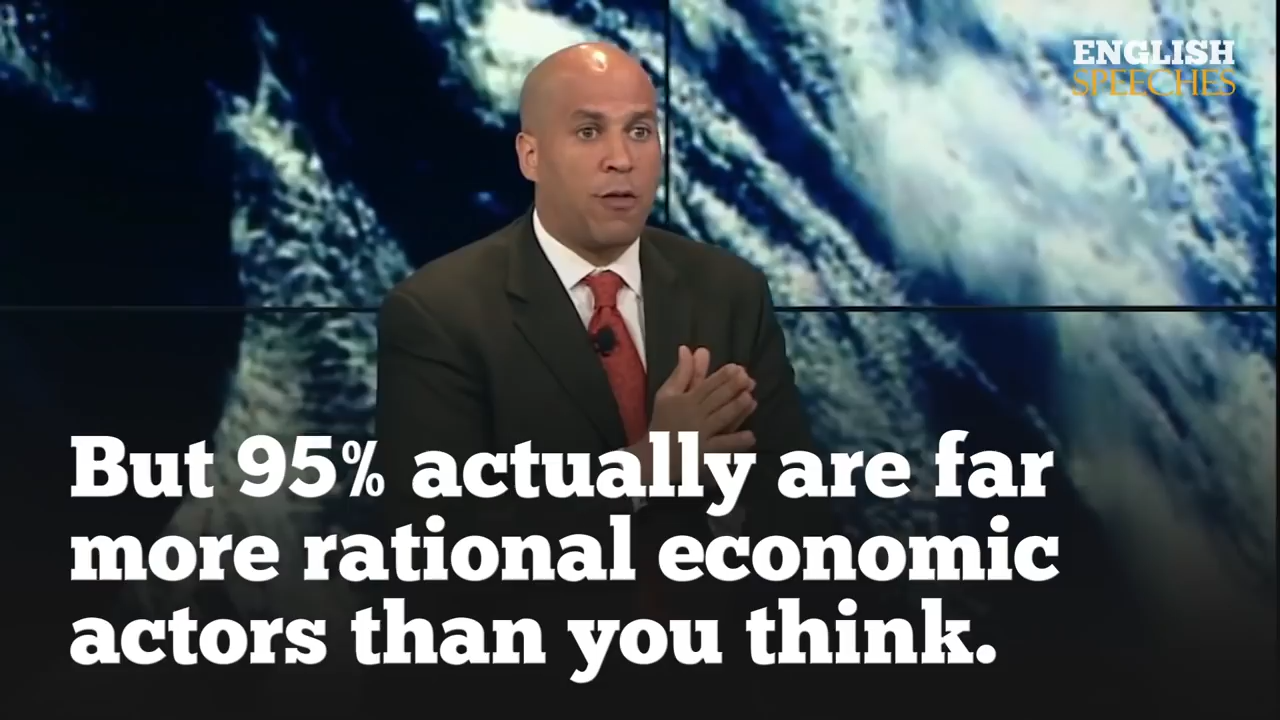 ENGLISH
SPEECHES
But 95% actually are far
more rational economic
actors than you think.